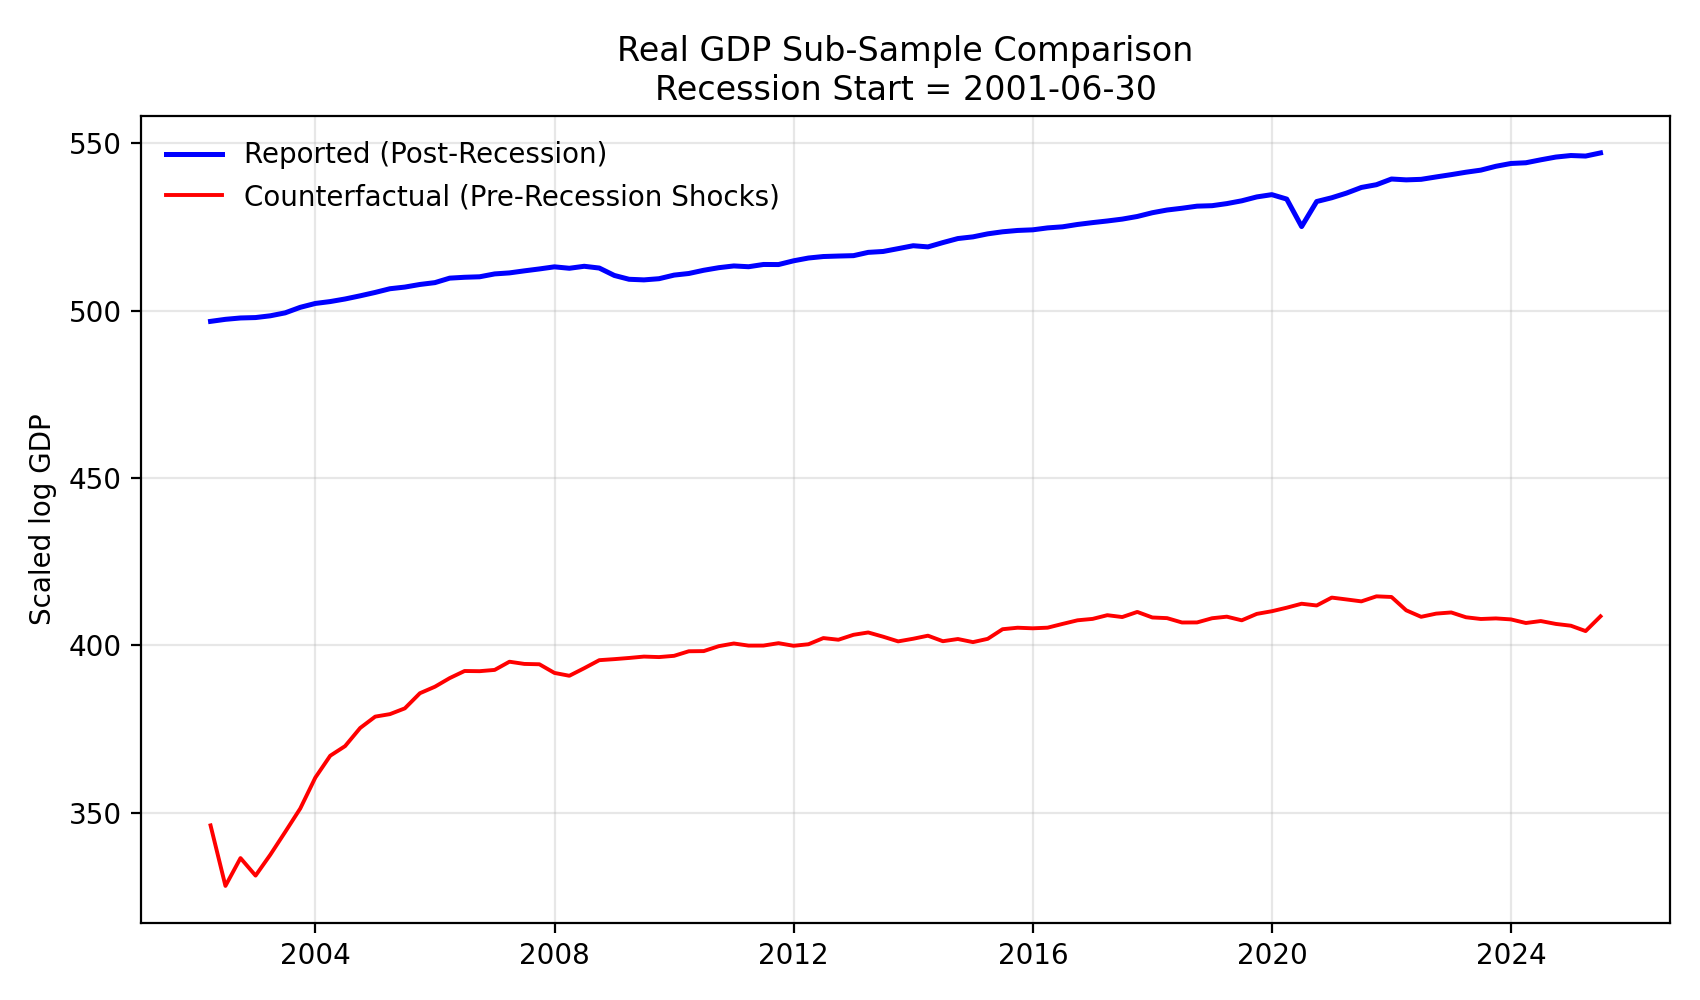 Real GDP Sub-Sample Comparison
Recession Start = 2001-06-30
Reported (Post-Recession)
Counterfactual (Pre-Recession Shocks)
Scaled log GDP
550
500
450
400
350
2004
2008
2012
2016
2020
2024